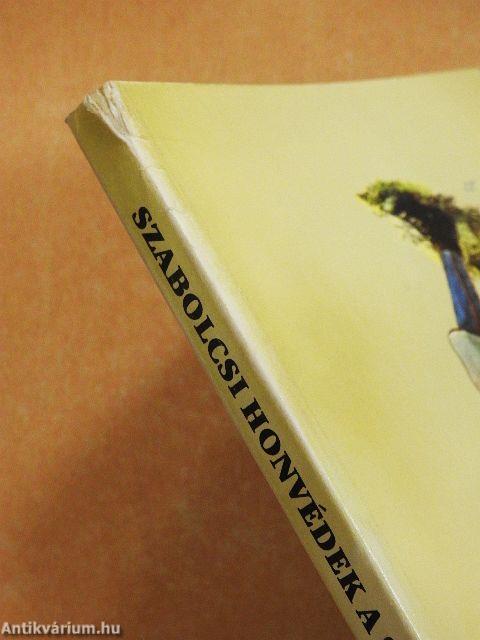 SZABOLCSI HONVÉDEK A
Antikvárium.hu